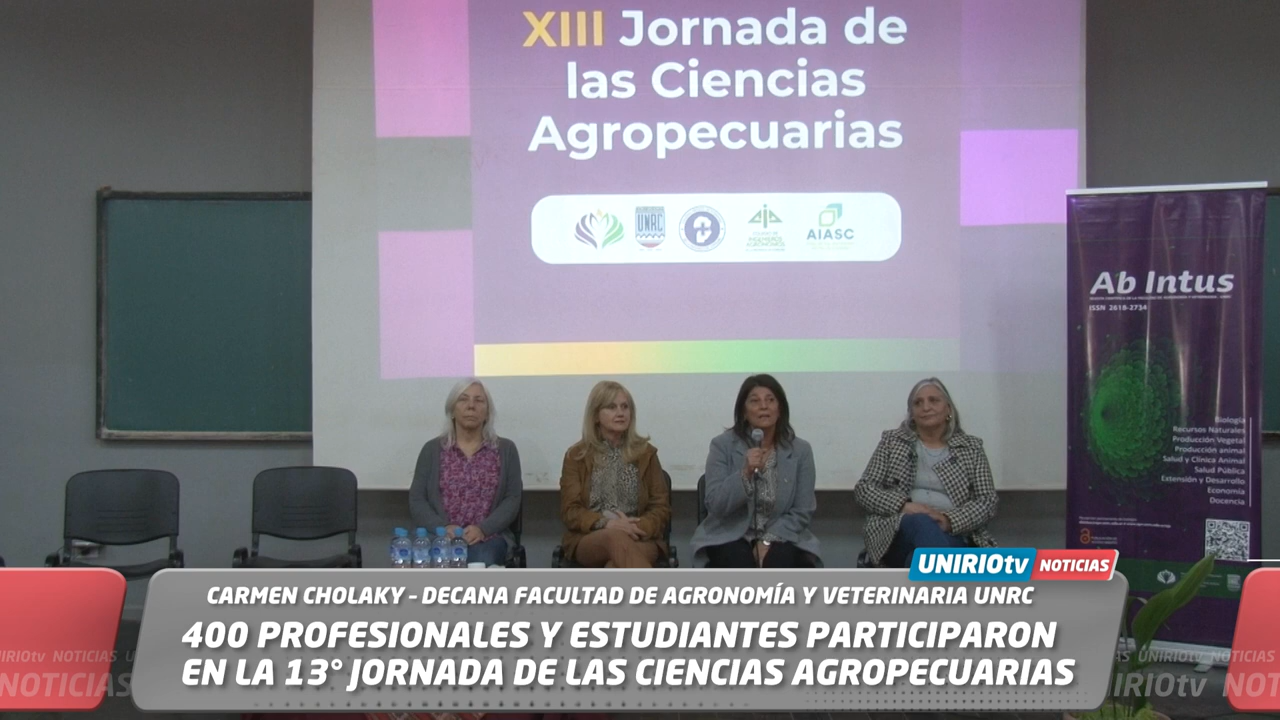 XIII Jornada de
las Ciencias
Agropecuarias
UNRC
AIASC
Ab Intus
ISSN 2618-2734
Biología
Recursos Naturales
Producción Vegetal
Producción animal
Salud y Clínica Animal
Salud Pública
Extensión y Desarrollo
Economía
Docencia
UNIRIOtv NOTICIAS
CARMEN CHOLAKY - DECANA FACULTAD DE AGRONOMÍA Y VETERINARIA UNRC
400 PROFESIONALES Y ESTUDIANTES PARTICIPARON
EN LA 13° JORNADA DE LAS CIENCIAS AGROPECUARIAS